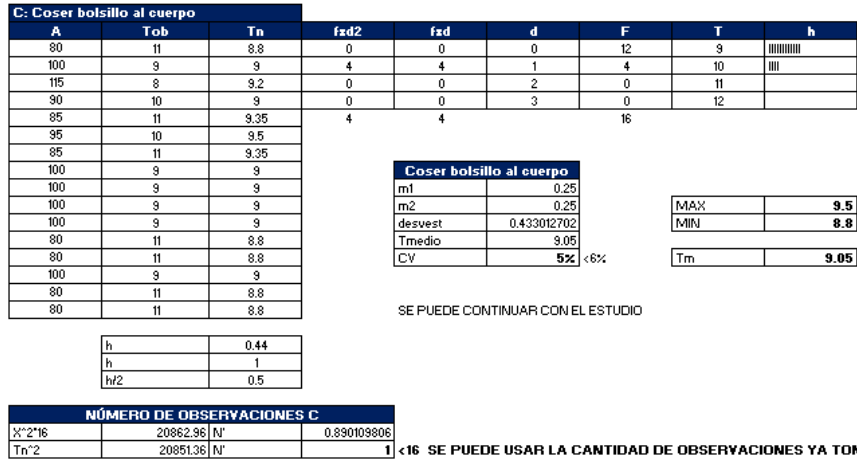 C: Coser bolsillo al cuerpo
A Tob Tn fxd2 fxd d F T h
80 11 8.8 0 0 0 12 9 IIIIIIIIIIII
100 9 9 4 4 1 4 10 IIII
115 8 9.2 0 0 2 0 11
90 10 9 0 0 3 0 12
85 11 9.35 4 4 16
95 10 9.5
85 11 9.35
100 9 9 Coser bolsillo al cuerpo
100 9 9 m1 0.25
100 9 9 m2 0.25 MAX 9.5
100 9 9 desvest 0.433012702 MIN 8.8
80 11 8.8 Tmedio 9.05
80 11 8.8 CV 5% <6% Tm 9.05
100 9 9
80 11 8.8
80 11 8.8 SE PUEDE CONTINUAR CON EL ESTUDIO
h 0.44
h 1
h/2 0.5
NÚMERO DE OBSERVACIONES C
X^2*16 20862.96 N' 0.890109806
Tn^2 20851.36 N' 1 <16 SE PUEDE USAR LA CANTIDAD DE OBSERVACIONES YA TOM